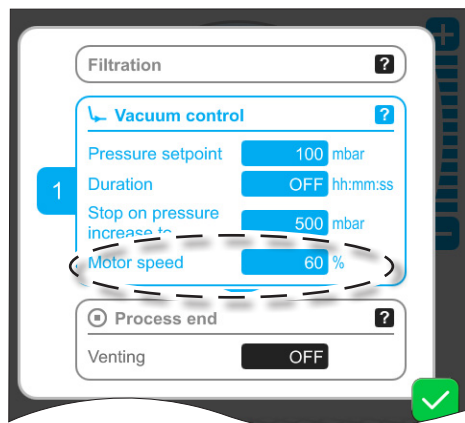 Filtration ?
Vacuum control ?
1
Pressure setpoint 100 mbar
Duration OFF hh:mm:ss
Stop on pressure
increase to 500 mbar
Motor speed 60 %
Process end ?
Venting OFF